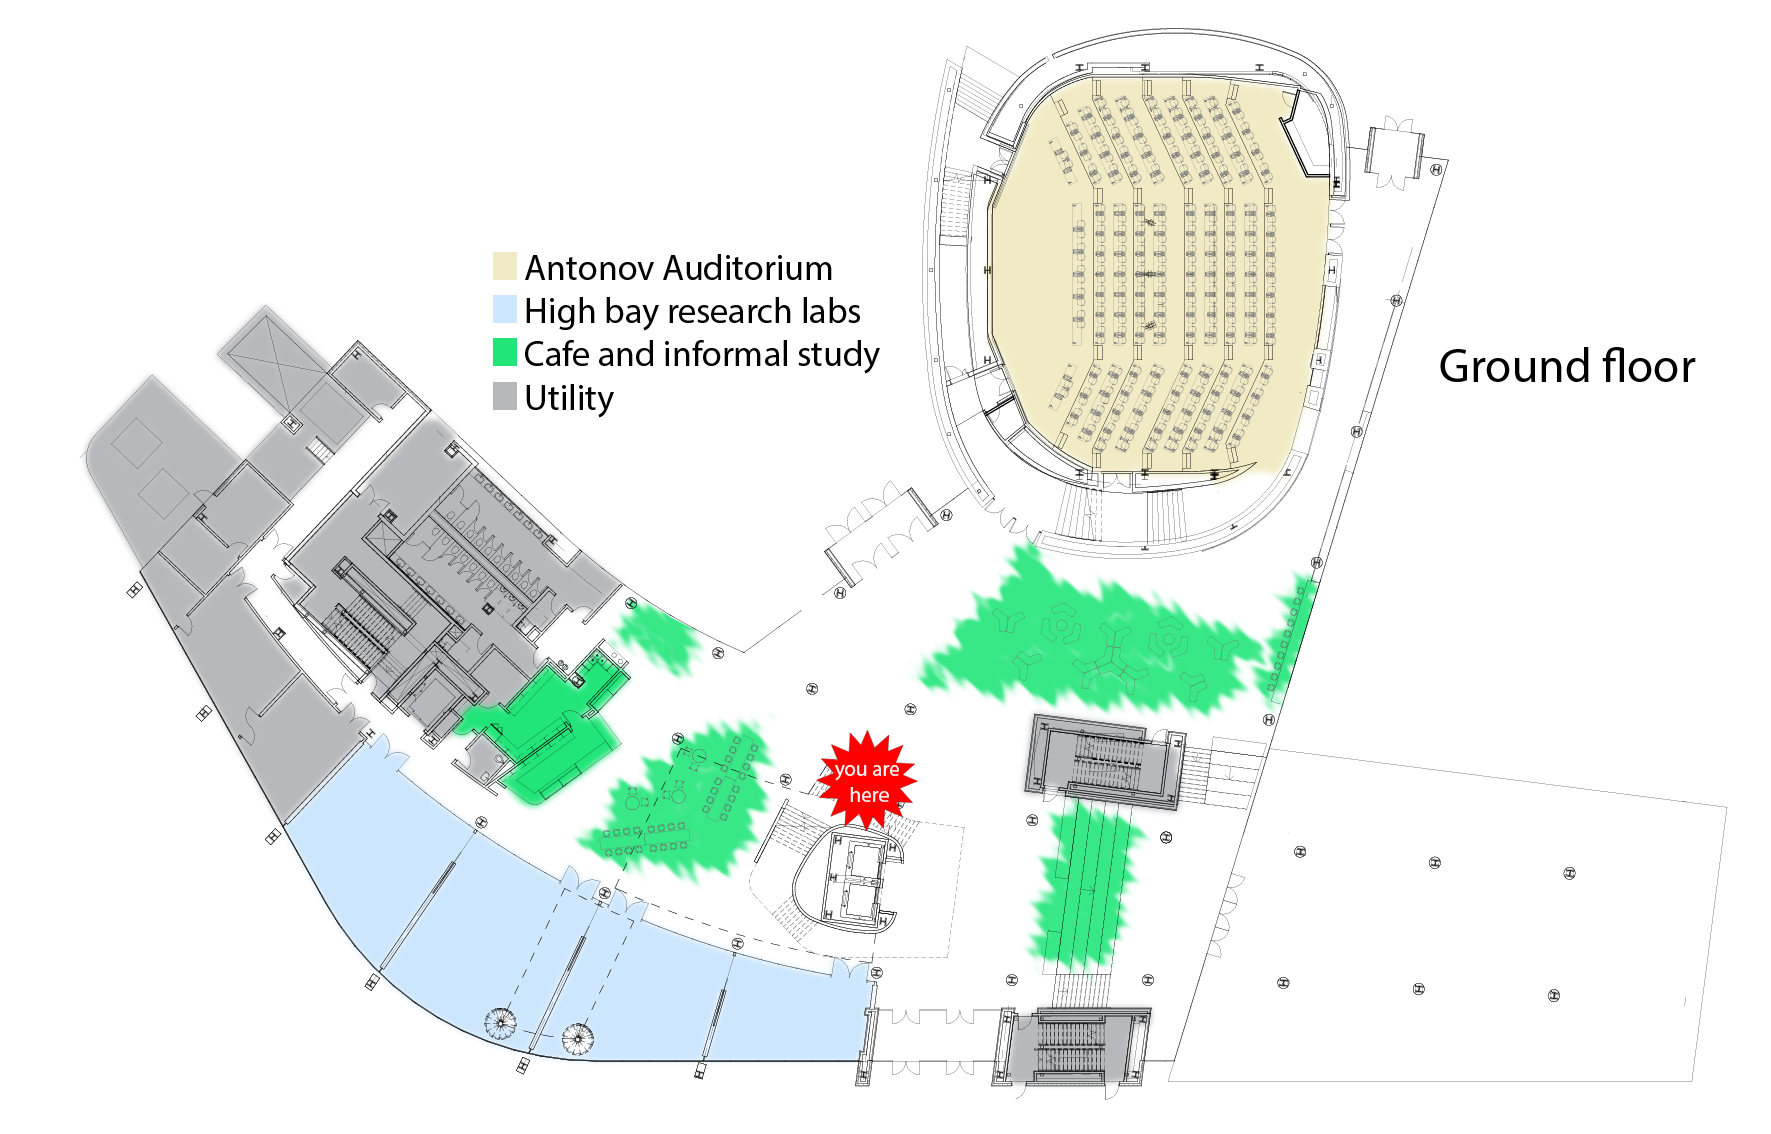 Antonov Auditorium
High bay research labs
Cafe and informal study
Utility
Ground floor
you are
here